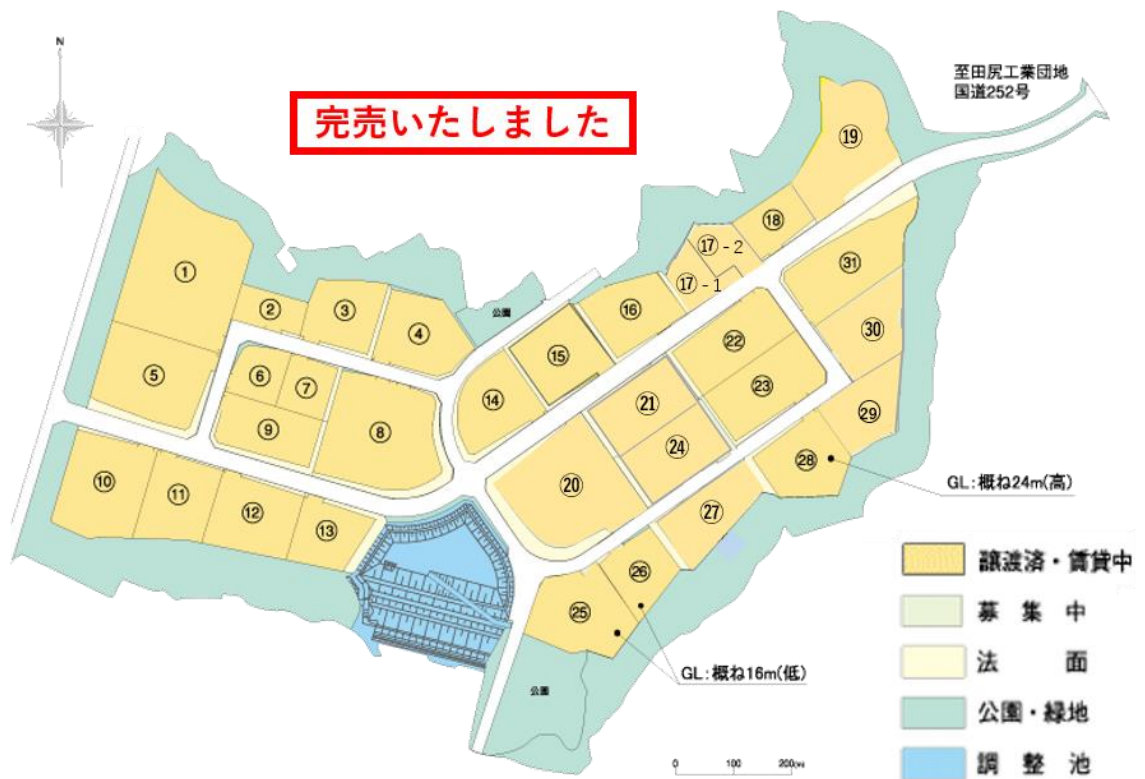 N
完売いたしました
至田尻工業団地
国道252号
⑲
⑱
⑰-2
⑰-1
⑯
㉛
①
②
③
④
公園
⑮
㉒
㉚
⑤
⑥
⑦
⑧
⑨
⑭
㉑
㉓
㉙
⑩
⑪
⑫
⑬
⑳
㉔
㉘
GL:概ね24m(高)
㉗
㉖
㉕
GL:概ね16m(低)
公園
譲渡済・賃貸中
募集中
法面
公園・緑地
調整池
0 100 200